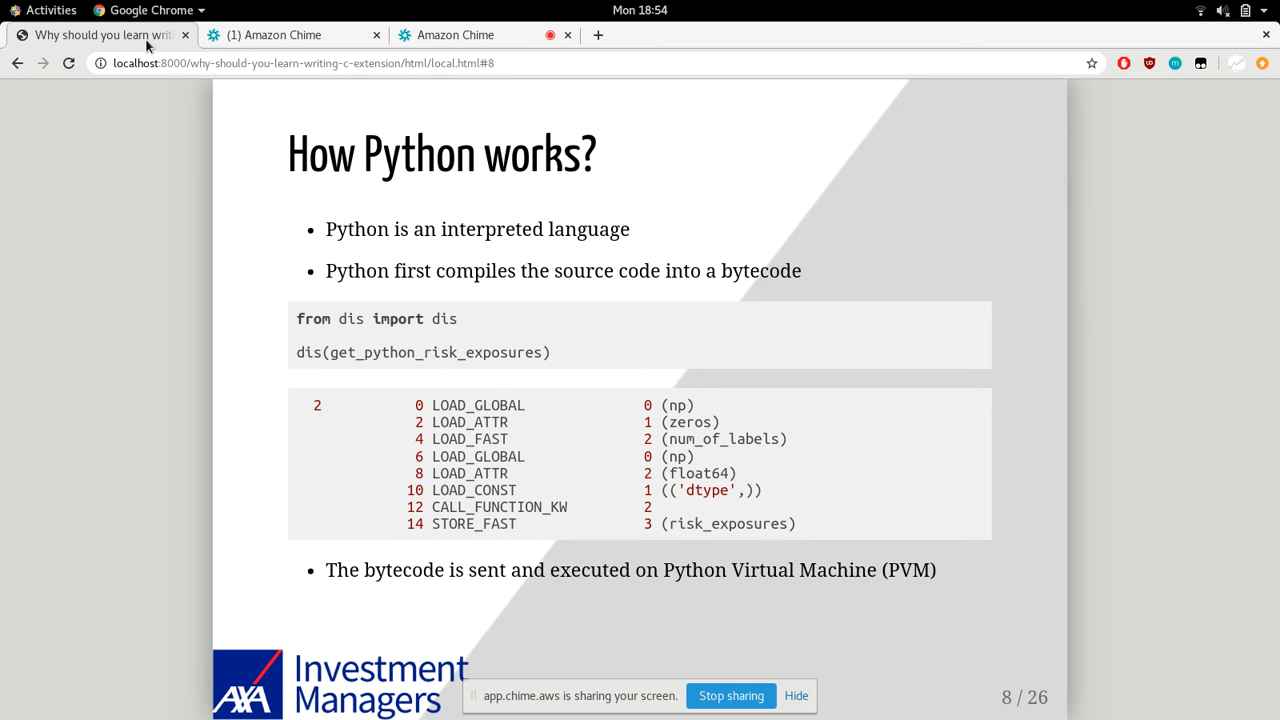 Activities Google Chrome Mon 18:54
Why should you learn writi (1) Amazon Chime Amazon Chime
localhost:8000/why-should-you-learn-writing-c-extension/html/local.html#8
How Python works?
• Python is an interpreted language
• Python first compiles the source code into a bytecode
from dis import dis
dis(get_python_risk_exposures)
2 0 LOAD_GLOBAL 0 (np)
2 LOAD_ATTR 1 (zeros)
4 LOAD_FAST 2 (num_of_labels)
6 LOAD_GLOBAL 0 (np)
8 LOAD_ATTR 2 (float64)
10 LOAD_CONST 1 (('dtype',))
12 CALL_FUNCTION_KW 2
14 STORE_FAST 3 (risk_exposures)
• The bytecode is sent and executed on Python Virtual Machine (PVM)
AXA Investment
Managers
app.chime.aws is sharing your screen. Stop sharing Hide
8 / 26